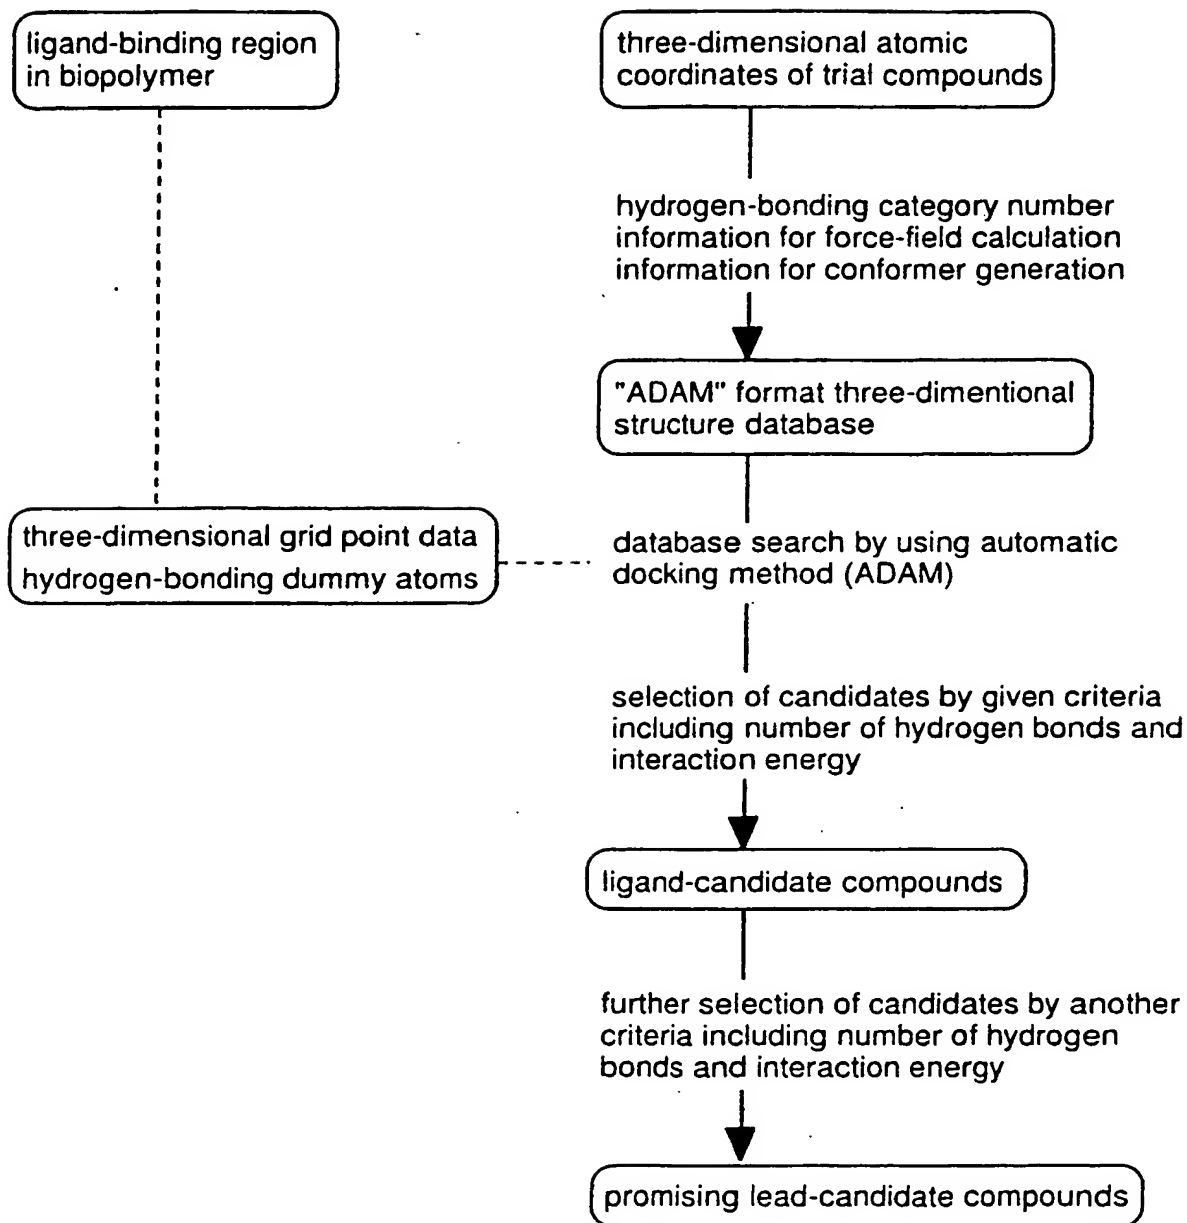 ligand-binding region
in biopolymer
three-dimensional atomic
coordinates of trial compounds
hydrogen-bonding category number
information for force-field calculation
information for conformer generation
"ADAM" format three-dimentional
structure database
three-dimensional grid point data
hydrogen-bonding dummy atoms
database search by using automatic
docking method (ADAM)
selection of candidates by given criteria
including number of hydrogen bonds and
interaction energy
ligand-candidate compounds
further selection of candidates by another
criteria including number of hydrogen
bonds and interaction energy
promising lead-candidate compounds